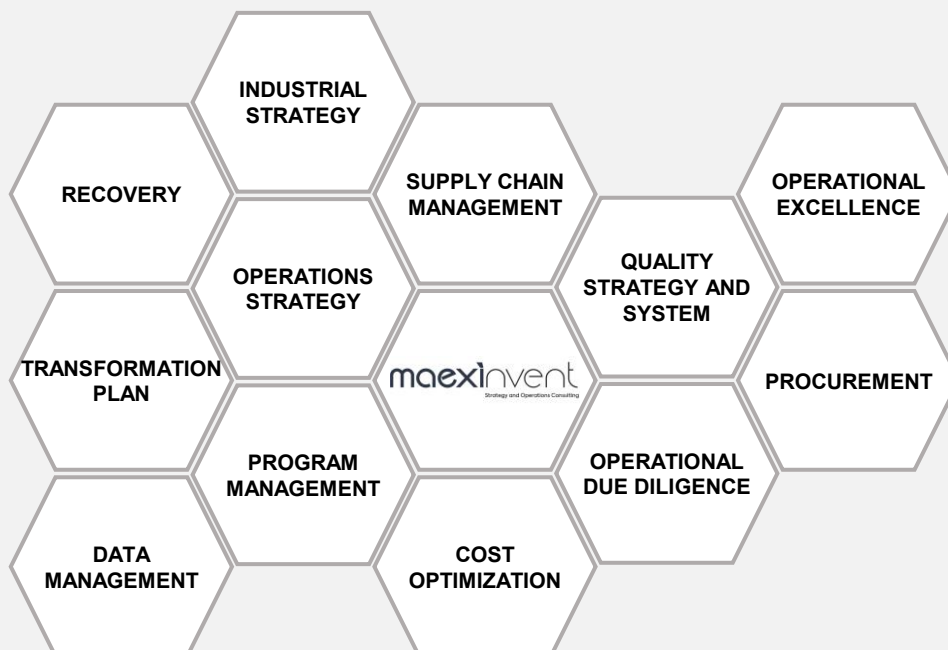 INDUSTRIAL
STRATEGY
RECOVERY
SUPPLY CHAIN
MANAGEMENT
OPERATIONAL
EXCELLENCE
OPERATIONS
STRATEGY
QUALITY
STRATEGY AND
SYSTEM
TRANSFORMATION
PLAN
maexìnvent
Strategy and Operations Consulting
PROCUREMENT
PROGRAM
MANAGEMENT
OPERATIONAL
DUE DILIGENCE
DATA
MANAGEMENT
COST
OPTIMIZATION